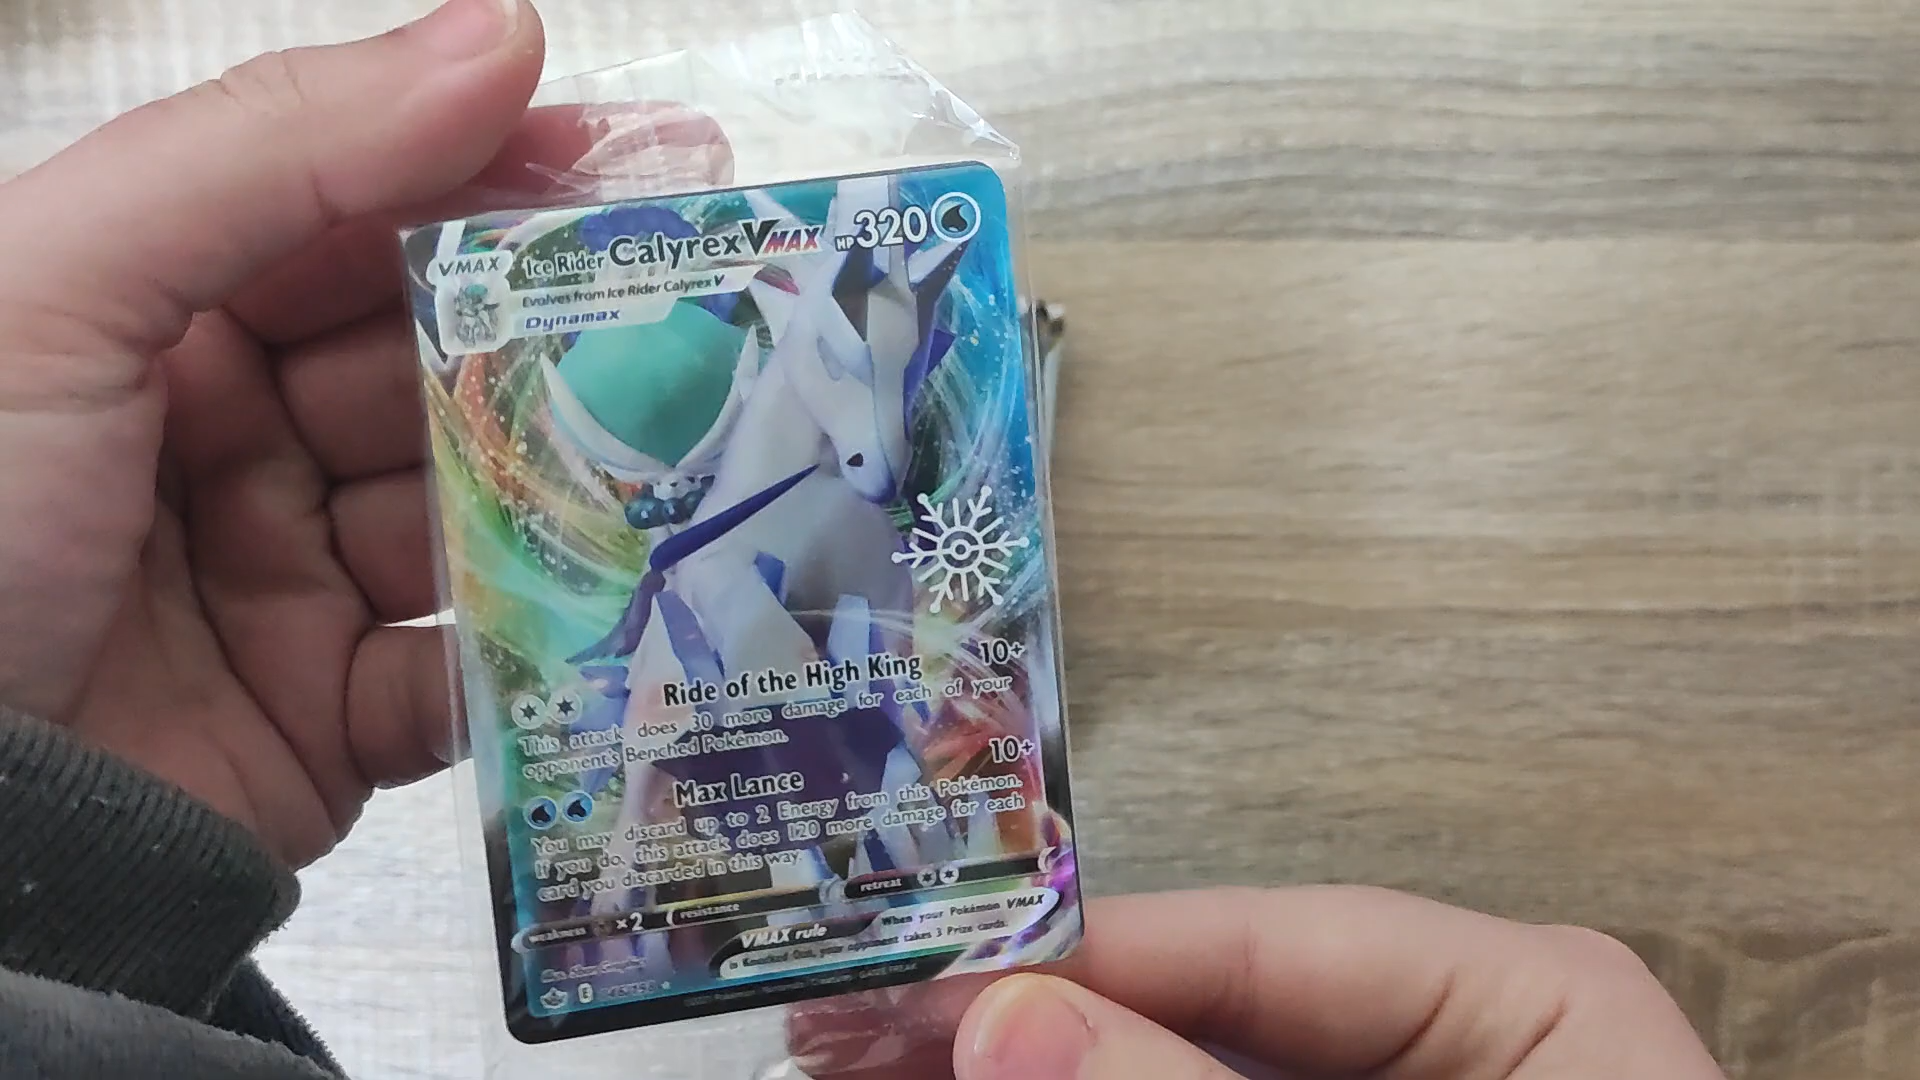 VMAX Ice Rider Calyrex VMAX HP 320
Evolves from Ice Rider Calyrex V
Dynamax
Ride of the High King 10+
This attack does 30 more damage for each of your
opponent's Benched Pokémon.
Max Lance 10+
You may discard up to 2 Energy from this Pokémon.
If you do, this attack does 120 more damage for each
card you discarded in this way.
weakness ×2 resistance retreat
VMAX rule When your Pokémon VMAX
is Knocked Out, your opponent takes 3 Prize cards.
E
GAME FREAK